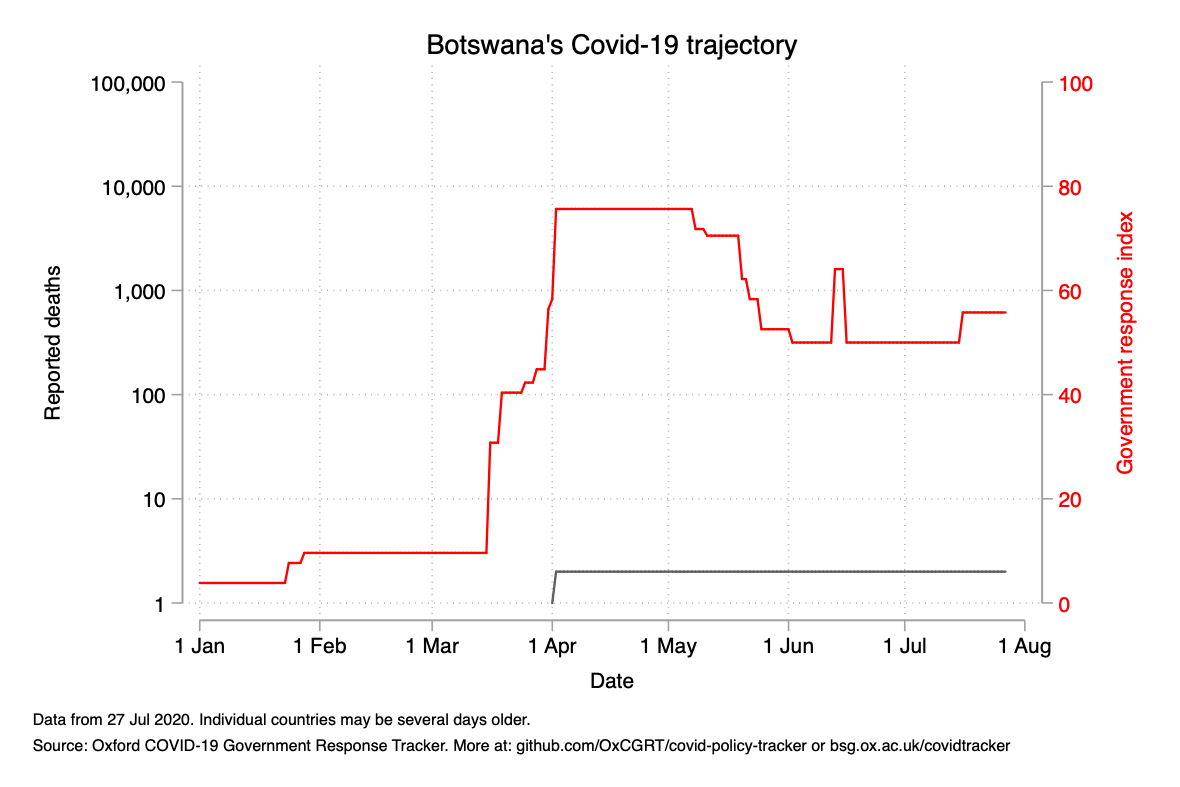 Botswana's Covid-19 trajectory
100,000
10,000
1,000
100
10
1
Reported deaths
100
80
60
40
20
0
Government response index
1 Jan 1 Feb 1 Mar 1 Apr 1 May 1 Jun 1 Jul 1 Aug
Date
Data from 27 Jul 2020. Individual countries may be several days older.
Source: Oxford COVID-19 Government Response Tracker. More at: github.com/OxCGRT/covid-policy-tracker or bsg.ox.ac.uk/covidtracker